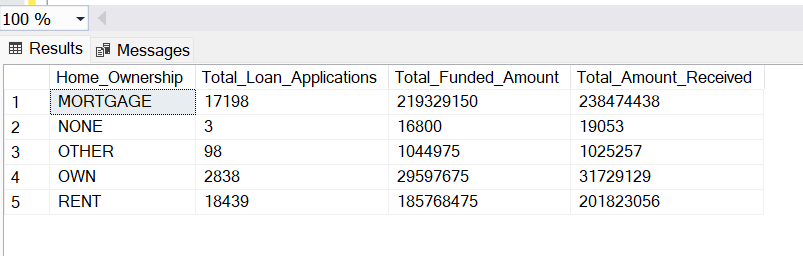 100 %
Results Messages
Home_Ownership Total_Loan_Applications Total_Funded_Amount Total_Amount_Received
1 MORTGAGE 17198 219329150 238474438
2 NONE 3 16800 19053
3 OTHER 98 1044975 1025257
4 OWN 2838 29597675 31729129
5 RENT 18439 185768475 201823056